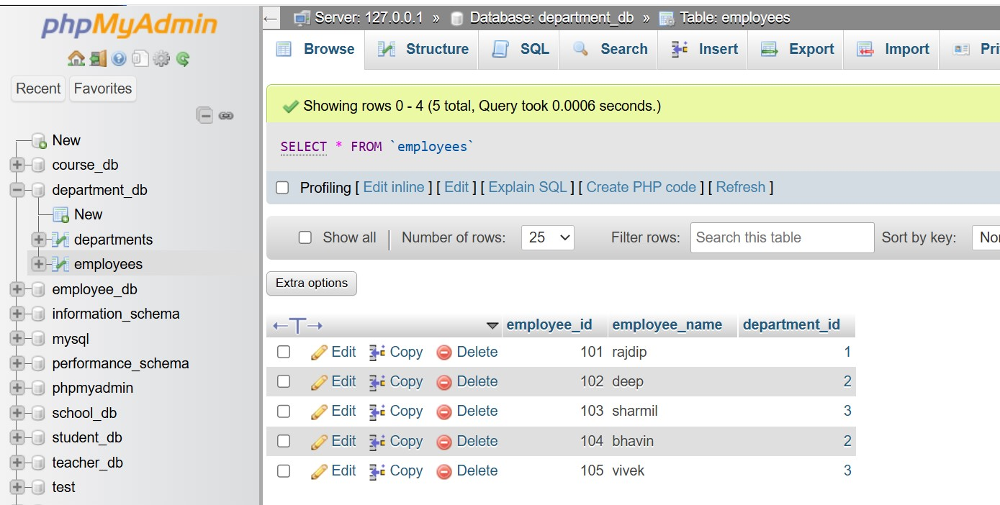 phpMyAdmin
Recent Favorites
New
course_db
department_db
New
departments
employees
employee_db
information_schema
mysql
performance_schema
phpmyadmin
school_db
student_db
teacher_db
test
Server: 127.0.0.1 » Database: department_db » Table: employees
Browse Structure SQL Search Insert Export Import Pri
Showing rows 0 - 4 (5 total, Query took 0.0006 seconds.)
SELECT * FROM `employees`
Profiling [ Edit inline ] [ Edit ] [ Explain SQL ] [ Create PHP code ] [ Refresh ]
Show all | Number of rows: 25 Filter rows: Search this table Sort by key: Non
Extra options
←T→ employee_id employee_name department_id
Edit Copy Delete 101 rajdip 1
Edit Copy Delete 102 deep 2
Edit Copy Delete 103 sharmil 3
Edit Copy Delete 104 bhavin 2
Edit Copy Delete 105 vivek 3